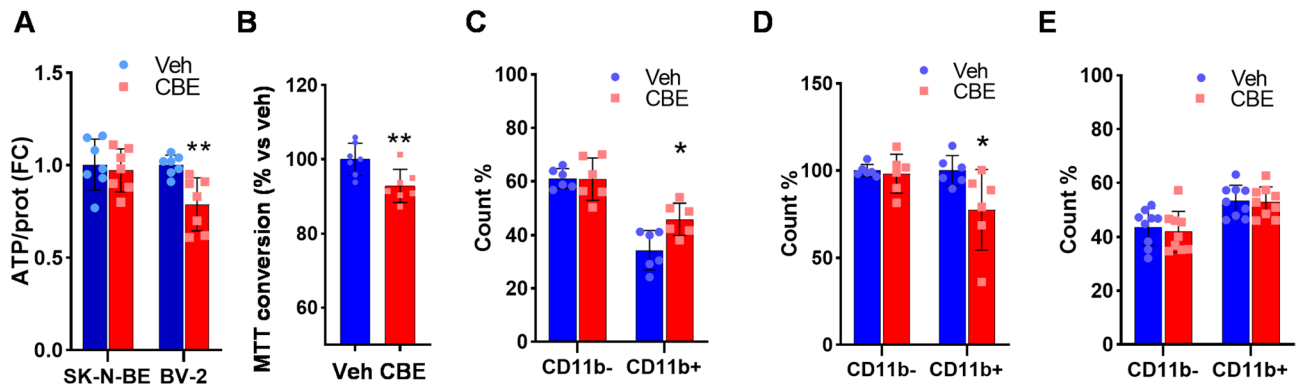 A
Veh
CBE
ATP/prot (FC)
1.5
1.0
0.5
0.0
**
SK-N-BE BV-2
B
MTT conversion (% vs veh)
120
100
80
60
**
Veh CBE
C
Veh
CBE
Count %
100
80
60
40
20
0
*
CD11b- CD11b+
D
Veh
CBE
Count %
150
100
50
0
*
CD11b- CD11b+
E
Veh
CBE
Count %
100
80
60
40
20
0
CD11b- CD11b+